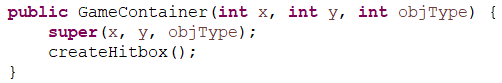 public GameContainer(int x, int y, int objType) {
    super(x, y, objType);
    createHitbox();
}